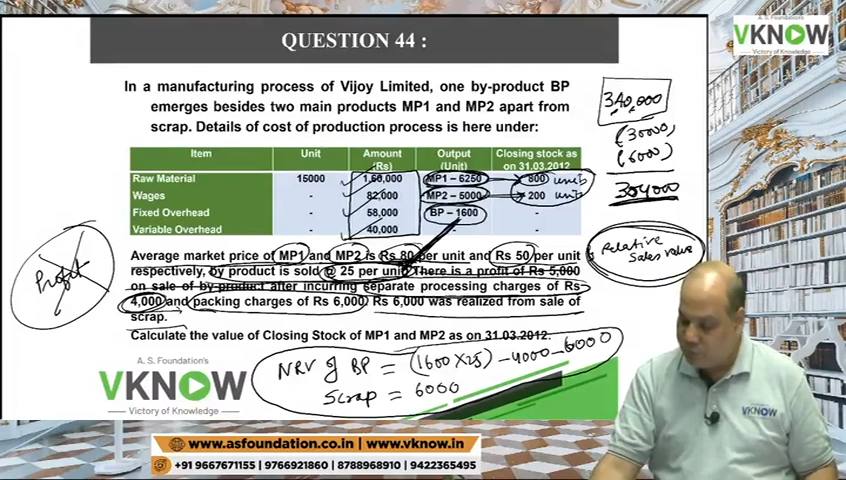 QUESTION 44 :
A. S. Foundation's
VKNOW
Victory of Knowledge
In a manufacturing process of Vijoy Limited, one by-product BP
emerges besides two main products MP1 and MP2 apart from
scrap. Details of cost of production process is here under:
340,000
(30000)
(6000)
304000
Item Unit Amount (Rs) Output (Unit) Closing stock as on 31.03.2012
Raw Material 15000 1,60,000 MP1 – 6250 800 units
Wages - 82,000 MP2 – 5000 200 units
Fixed Overhead - 58,000 BP – 1600 -
Variable Overhead - 40,000 - -
Relative
Sales value
Profit
Average market price of MP1 and MP2 is Rs 80 per unit and Rs 50 per unit
respectively, by product is sold @ 25 per unit. There is a profit of Rs 5,000
on sale of by-product after incurring separate processing charges of Rs
4,000 and packing charges of Rs 6,000. Rs 6,000 was realized from sale of
scrap.
Calculate the value of Closing Stock of MP1 and MP2 as on 31.03.2012.
NRV of BP = (1600 X 25) - 4000 - 6000
Scrap = 6000
A. S. Foundation's
VKNOW
Victory of Knowledge
VKNOW
www.asfoundation.co.in | www.vknow.in
+91 9667671155 | 9766921860 | 8788968910 | 9422365495